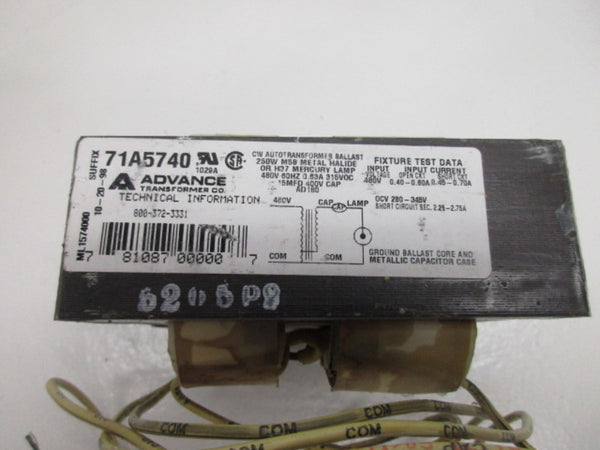 SUFFIX
10-20-98
ML1574000
71A5740
1029A
ADVANCE
TRANSFORMER CO.
TECHNICAL INFORMATION
800-372-3331
7 81087 00000 7
CW AUTOTRANSFORMER BALLAST
250W M58 METAL HALIDE
OR H37 MERCURY LAMP
480V 60HZ 0.63A 315VOC
15MFD 400V CAP
AD180
480V CAP LAMP
COM COM
FIXTURE TEST DATA
INPUT INPUT CURRENT
VOLTAGE OPEN CKT SHORT CKT
480V 0.40-0.60A 0.45-0.70A
OCV 280-345V
SHORT CIRCUIT SEC. 2.25-2.75A
GROUND BALLAST CORE AND
METALLIC CAPACITOR CASE
COM COM COM
COM COM COM